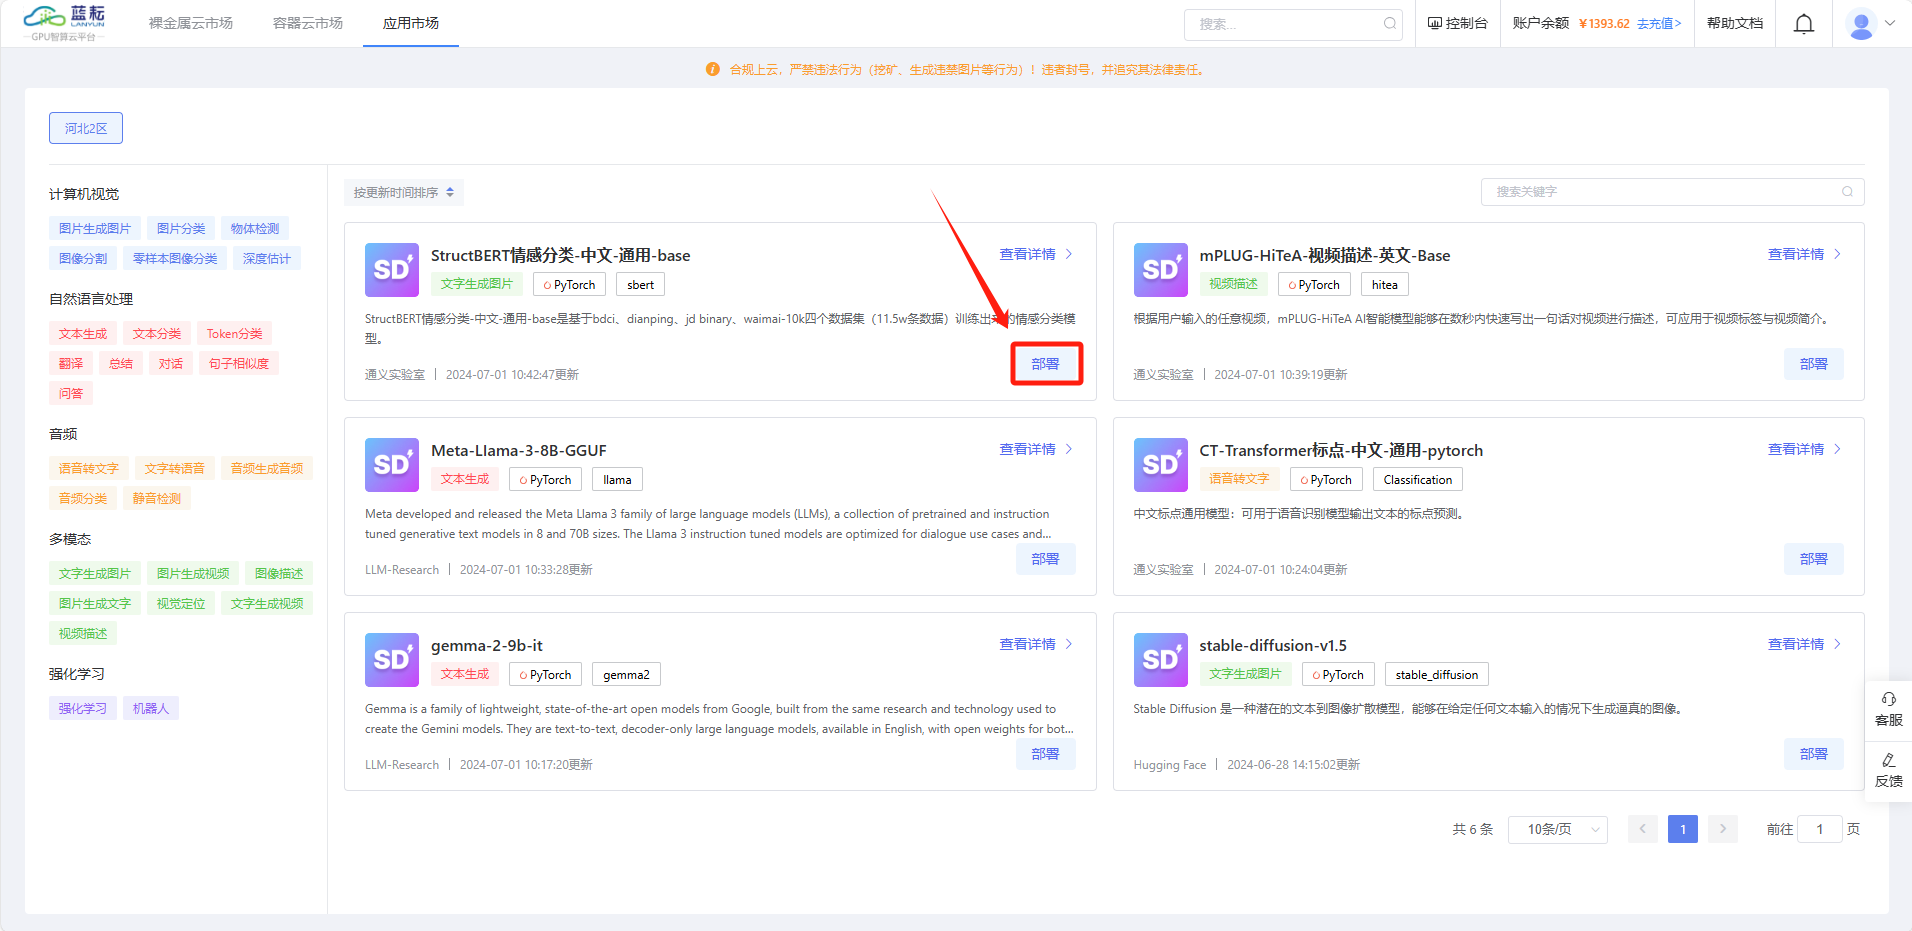 蓝耘
LANYUN
—GPU智算云平台—
裸金属云市场
容器云市场
应用市场
搜索...
控制台
账户余额 ¥1393.62 去充值>
帮助文档
合规上云，严禁违法行为（挖矿、生成违禁图片等行为）！违者封号，并追究其法律责任。
河北2区
计算机视觉
图片生成图片 图片分类 物体检测
图像分割 零样本图像分类 深度估计
自然语言处理
文本生成 文本分类 Token分类
翻译 总结 对话 句子相似度
问答
音频
语音转文字 文字转语音 音频生成音频
音频分类 静音检测
多模态
文字生成图片 图片生成视频 图像描述
图片生成文字 视觉定位 文字生成视频
视频描述
强化学习
强化学习 机器人
按更新时间排序
搜索关键字
SD
StructBERT情感分类-中文-通用-base
查看详情
文字生成图片 PyTorch sbert
StructBERT情感分类-中文-通用-base是基于bdci、dianping、jd binary、waimai-10k四个数据集（11.5w条数据）训练出来的情感分类模
型。
部署
通义实验室 | 2024-07-01 10:42:47更新
SD
mPLUG-HiTeA-视频描述-英文-Base
查看详情
视频描述 PyTorch hitea
根据用户输入的任意视频，mPLUG-HiTeA AI智能模型能够在数秒内快速写出一句话对视频进行描述，可应用于视频标签与视频简介。
部署
通义实验室 | 2024-07-01 10:39:19更新
SD
Meta-Llama-3-8B-GGUF
查看详情
文本生成 PyTorch llama
Meta developed and released the Meta Llama 3 family of large language models (LLMs), a collection of pretrained and instruction
tuned generative text models in 8 and 70B sizes. The Llama 3 instruction tuned models are optimized for dialogue use cases and...
部署
LLM-Research | 2024-07-01 10:33:28更新
SD
CT-Transformer标点-中文-通用-pytorch
查看详情
语音转文字 PyTorch Classification
中文标点通用模型：可用于语音识别模型输出文本的标点预测。
部署
通义实验室 | 2024-07-01 10:24:04更新
SD
gemma-2-9b-it
查看详情
文本生成 PyTorch gemma2
Gemma is a family of lightweight, state-of-the-art open models from Google, built from the same research and technology used to
create the Gemini models. They are text-to-text, decoder-only large language models, available in English, with open weights for bot...
部署
LLM-Research | 2024-07-01 10:17:20更新
SD
stable-diffusion-v1.5
查看详情
文字生成图片 PyTorch stable_diffusion
Stable Diffusion 是一种潜在的文本到图像扩散模型，能够在给定任何文本输入的情况下生成逼真的图像。
部署
Hugging Face | 2024-06-28 14:15:02更新
客服
反馈
共 6 条 10条/页 < 1 > 前往 1 页